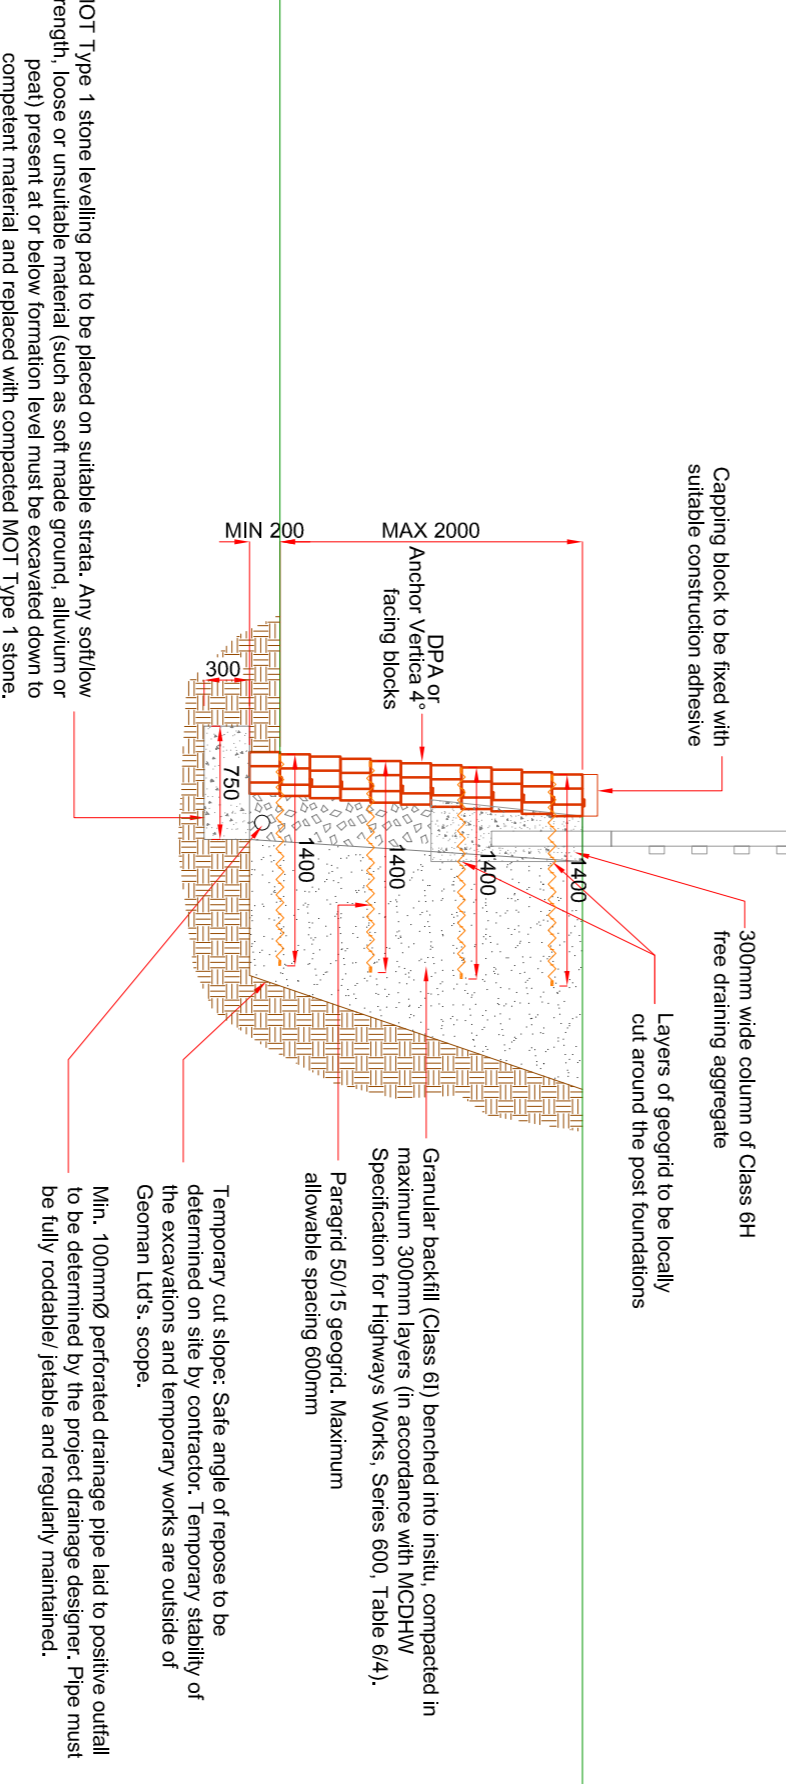 Capping block to be fixed with
suitable construction adhesive
300mm wide column of Class 6H
free draining aggregate
Layers of geogrid to be locally
cut around the post foundations
MAX 2000
MIN 200
DPA or
Anchor Vertica 4°
facing blocks
1400
1400
1400
1400
300
750
Granular backfill (Class 6I) benched into insitu, compacted in
maximum 300mm layers (in accordance with MCDHW
Specification for Highways Works, Series 600, Table 6/4).
Paragrid 50/15 geogrid. Maximum
allowable spacing 600mm
Temporary cut slope: Safe angle of repose to be
determined on site by contractor. Temporary stability of
the excavations and temporary works are outside of
Geoman Ltd's. scope.
Min. 100mmØ perforated drainage pipe laid to positive outfall
to be determined by the project drainage designer. Pipe must
be fully roddable/ jetable and regularly maintained.
OT Type 1 stone levelling pad to be placed on suitable strata. Any soft/low
rength, loose or unsuitable material (such as soft made ground, alluvium or
peat) present at or below formation level must be excavated down to
competent material and replaced with compacted MOT Type 1 stone.